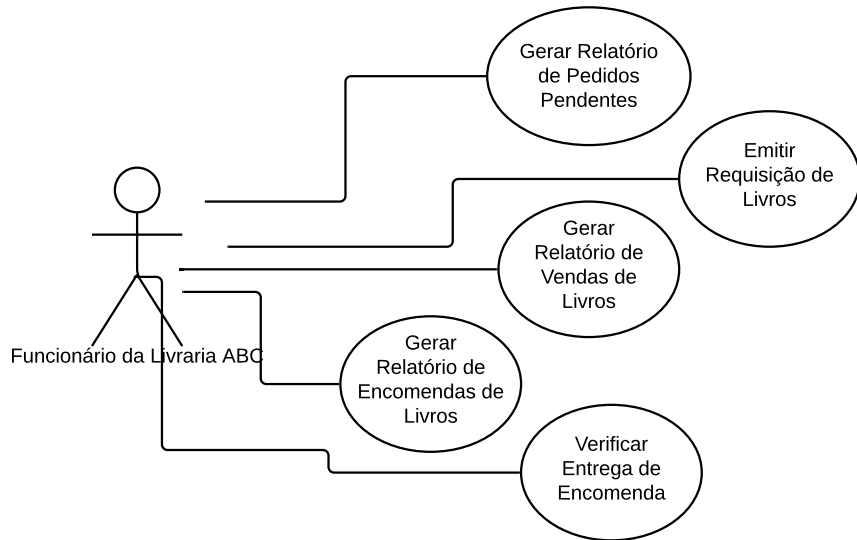 Gerar Relatório
de Pedidos
Pendentes
Emitir
Requisição de
Livros
Gerar
Relatório de
Vendas de
Livros
Funcionário da Livraria ABC
Gerar
Relatório de
Encomendas de
Livros
Verificar
Entrega de
Encomenda